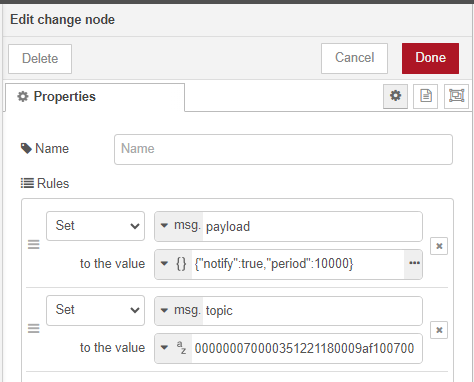 Edit change node
Delete
Cancel
Done
Properties
Name
Name
Rules
Set
msg. payload
to the value
{} {"notify":true,"period":10000}
Set
msg. topic
to the value
az 000000070000351221180009af100700